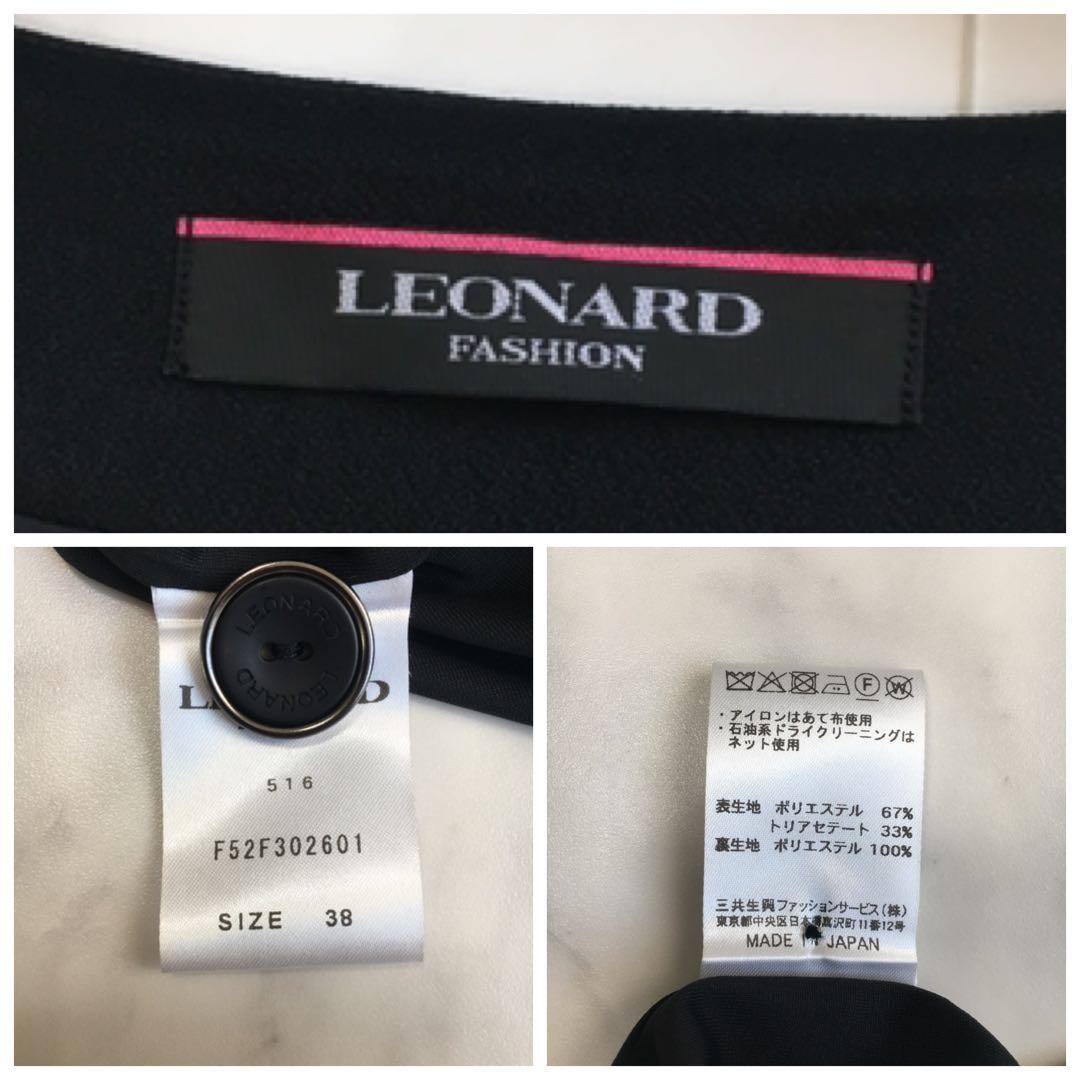 LEONARD
FASHION
LEONARD
LEONARD
516
F52F302601
SIZE 38
F W
・アイロンはあて布使用
・石油系ドライクリーニングは
ネット使用
表生地 ポリエステル 67%
トリアセテート 33%
裏生地 ポリエステル 100%
三共生興ファッションサービス(株)
東京都中央区日本橋富沢町11番12号
MADE IN JAPAN